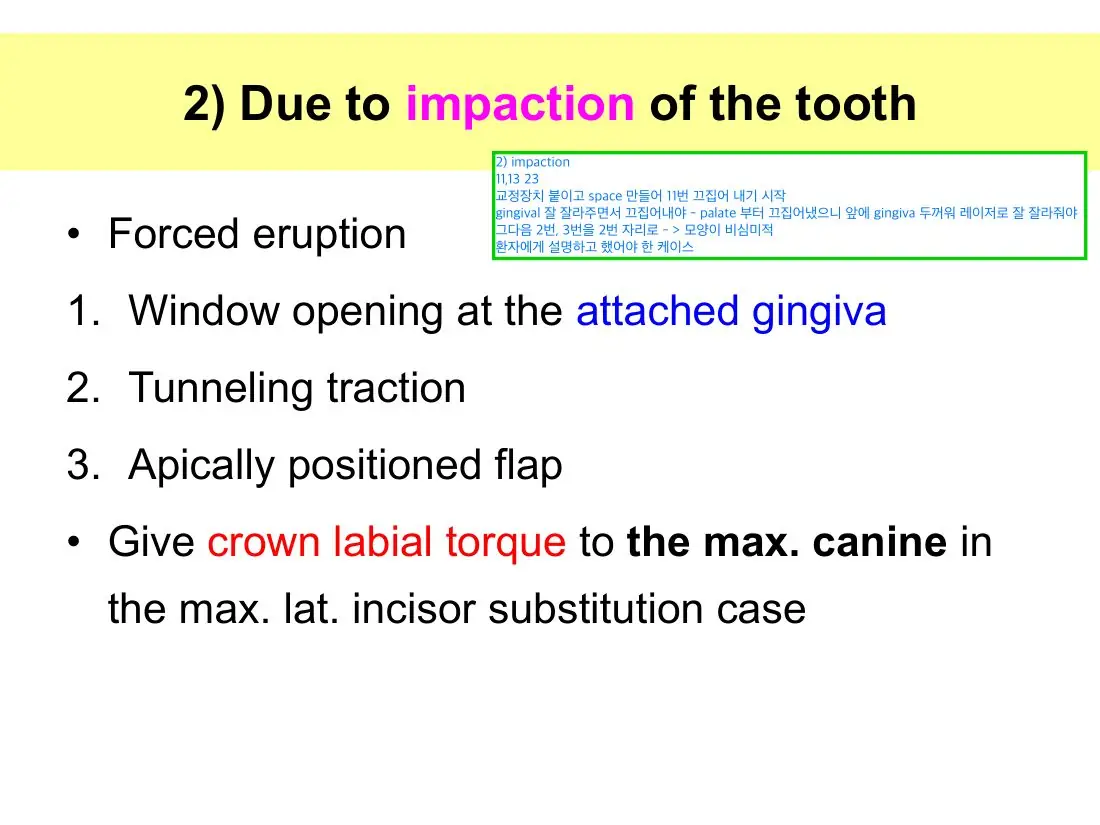 2) Due to impaction of the tooth
2) impaction
11,13 23
교정장치 붙이고 space 만들어 11번 끄집어 내기 시작
gingival 잘 잘라주면서 끄집어내야 - palate 부터 끄집어냈으니 앞에 gingiva 두꺼워 레이저로 잘 잘라줘야
그다음 2번, 3번을 2번 자리로 - > 모양이 비심미적
환자에게 설명하고 했어야 한 케이스
• Forced eruption
1. Window opening at the attached gingiva
2. Tunneling traction
3. Apically positioned flap
• Give crown labial torque to the max. canine in
the max. lat. incisor substitution case